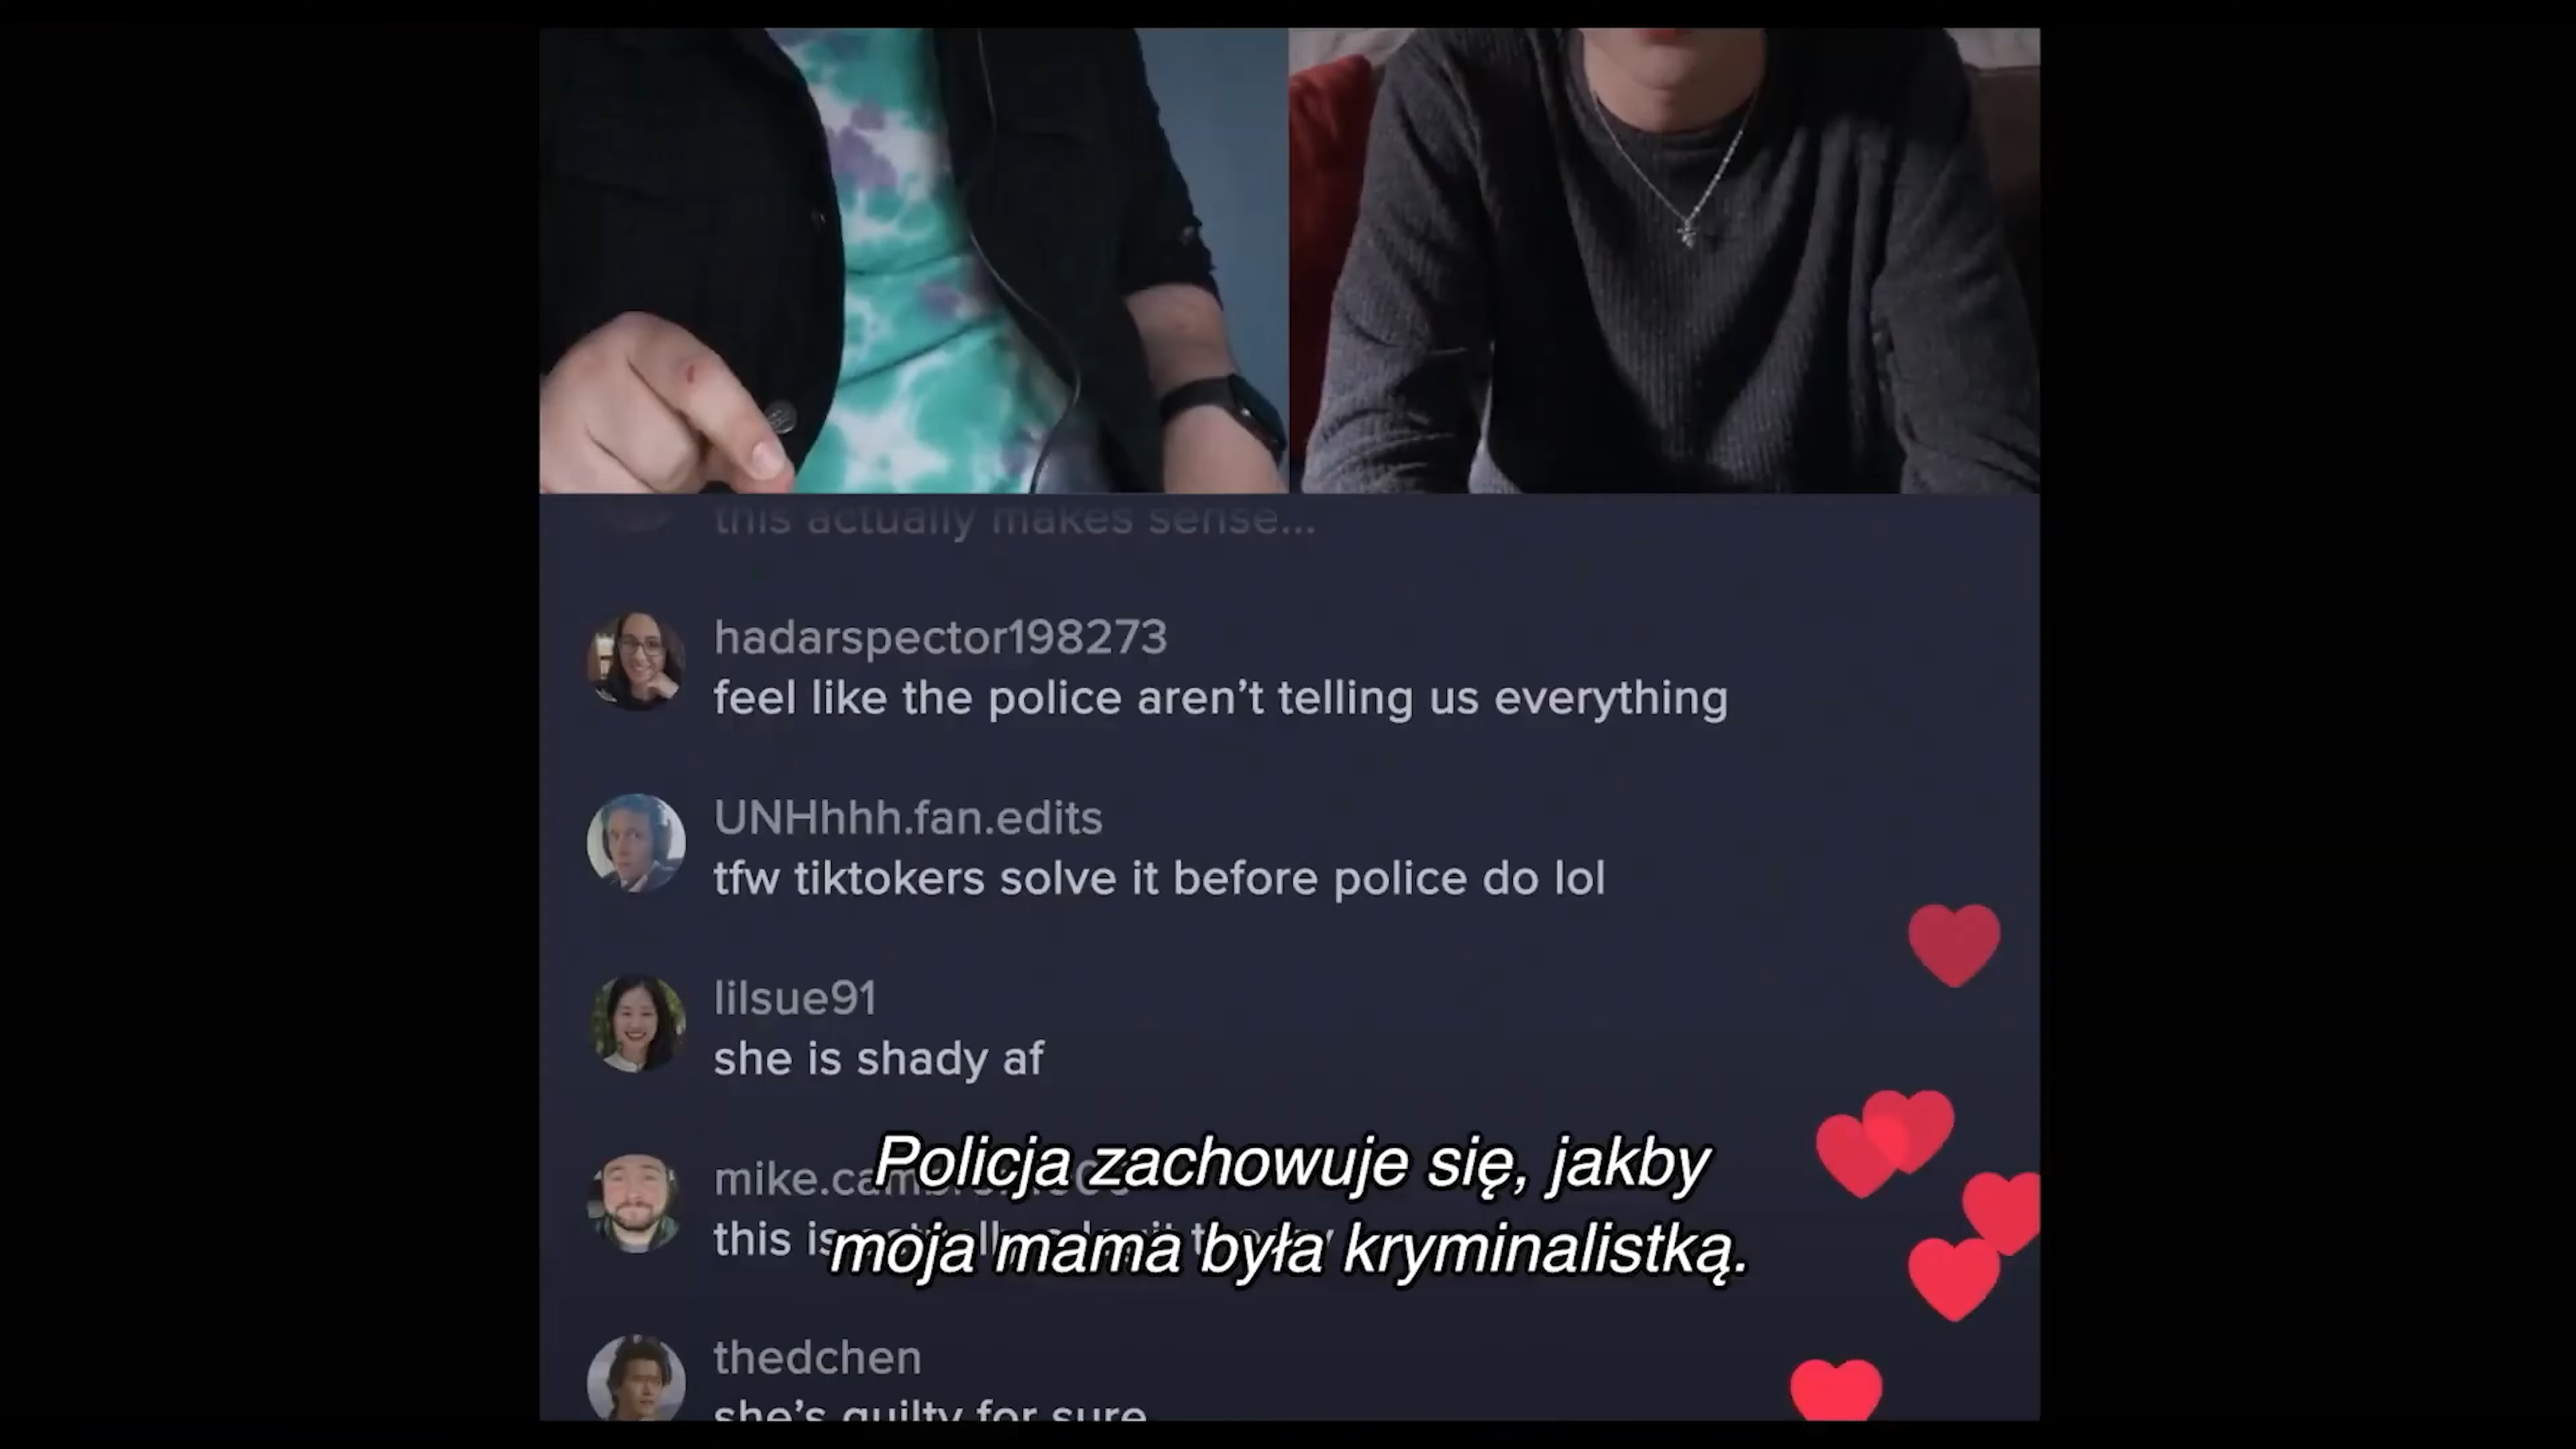 this actually makes sense...
hadarspector198273
feel like the police aren't telling us everything
UNHhhh.fan.edits
tfw tiktokers solve it before police do lol
lilsue91
she is shady af
Policja zachowuje się, jakby
this is
moja mama była kryminalistką.
thedchen
she's guilty for sure